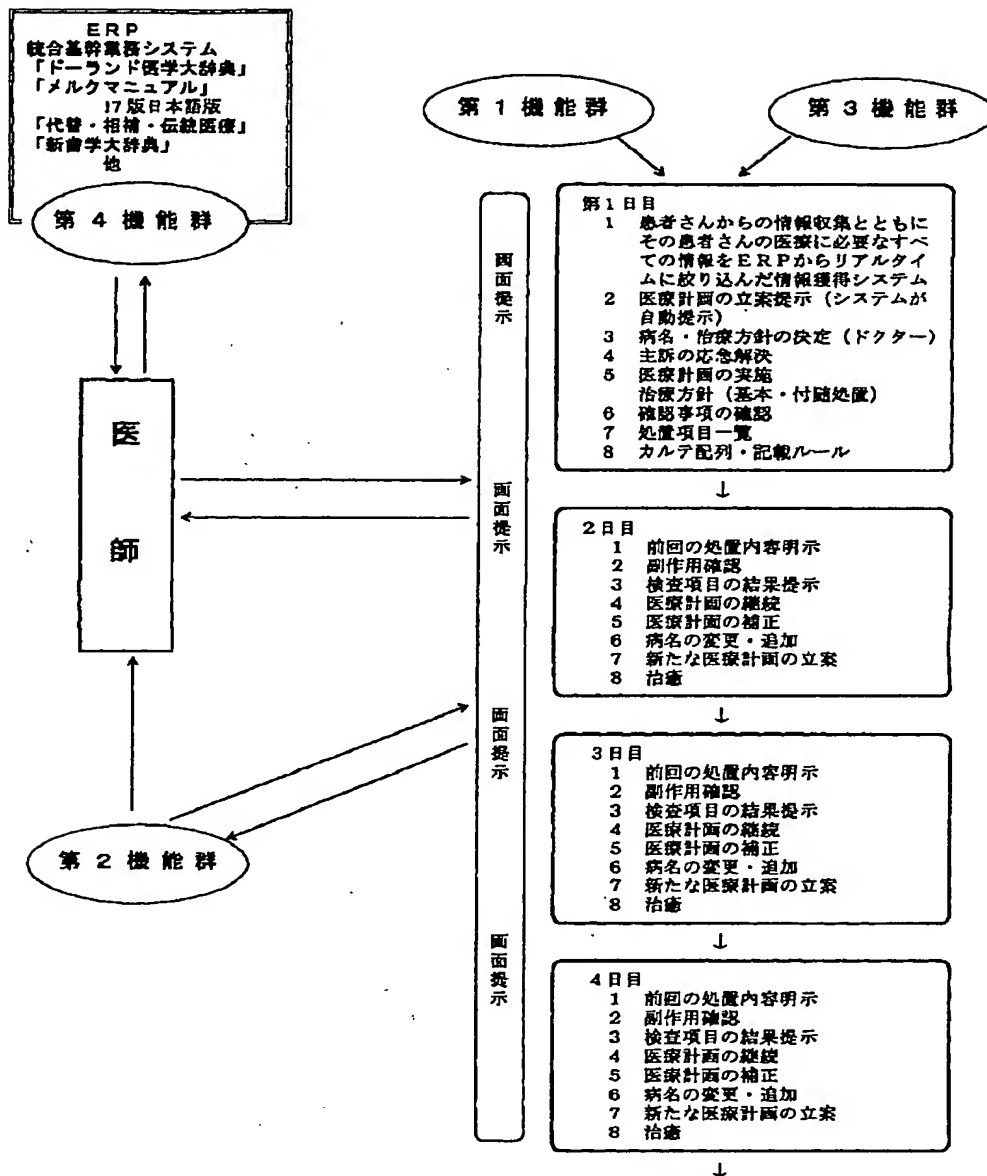 ERP
統合基幹業務システム
「ドーランド医学大辞典」
「メルクマニュアル」
17版日本語版
「代替・相補・伝統医療」
「新歯学大辞典」
他
第4機能群
第1機能群
第3機能群
医師
第2機能群
画面提示
画面提示
画面提示
画面提示
第1日目
1 患者さんからの情報収集とともに
その患者さんの医療に必要なすべ
ての情報をERPからリアルタイ
ムに絞り込んだ情報獲得システム
2 医療計画の立案提示(システムが
自動提示)
3 病名・治療方針の決定(ドクター)
4 主訴の応急解決
5 医療計画の実施
治療方針(基本・付随処置)
6 確認事項の確認
7 処置項目一覧
8 カルテ配列・記載ルール
2日目
1 前回の処置内容明示
2 副作用確認
3 検査項目の結果提示
4 医療計画の継続
5 医療計画の補正
6 病名の変更・追加
7 新たな医療計画の立案
8 治癒
3日目
1 前回の処置内容明示
2 副作用確認
3 検査項目の結果提示
4 医療計画の継続
5 医療計画の補正
6 病名の変更・追加
7 新たな医療計画の立案
8 治癒
4日目
1 前回の処置内容明示
2 副作用確認
3 検査項目の結果提示
4 医療計画の継続
5 医療計画の補正
6 病名の変更・追加
7 新たな医療計画の立案
8 治癒